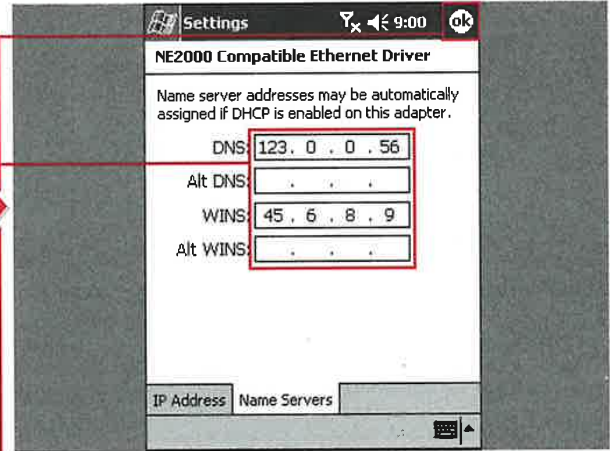 Settings 9:00 ok
NE2000 Compatible Ethernet Driver
Name server addresses may be automatically
assigned if DHCP is enabled on this adapter.
DNS: 123. 0 . 0 . 56
Alt DNS: . . .
WINS: 45 . 6 . 8 . 9
Alt WINS: . . .
IP Address Name Servers